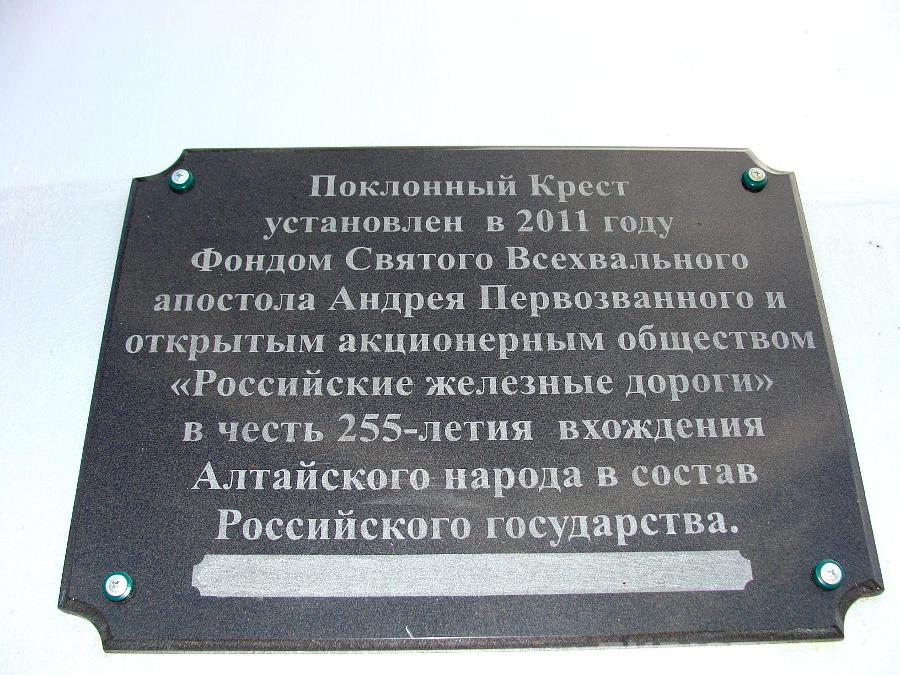 Поклонный Крест
установлен в 2011 году
Фондом Святого Всехвального
апостола Андрея Первозванного и
открытым акционерным обществом
«Российские железные дороги»
в честь 255-летия вхождения
Алтайского народа в состав
Российского государства.